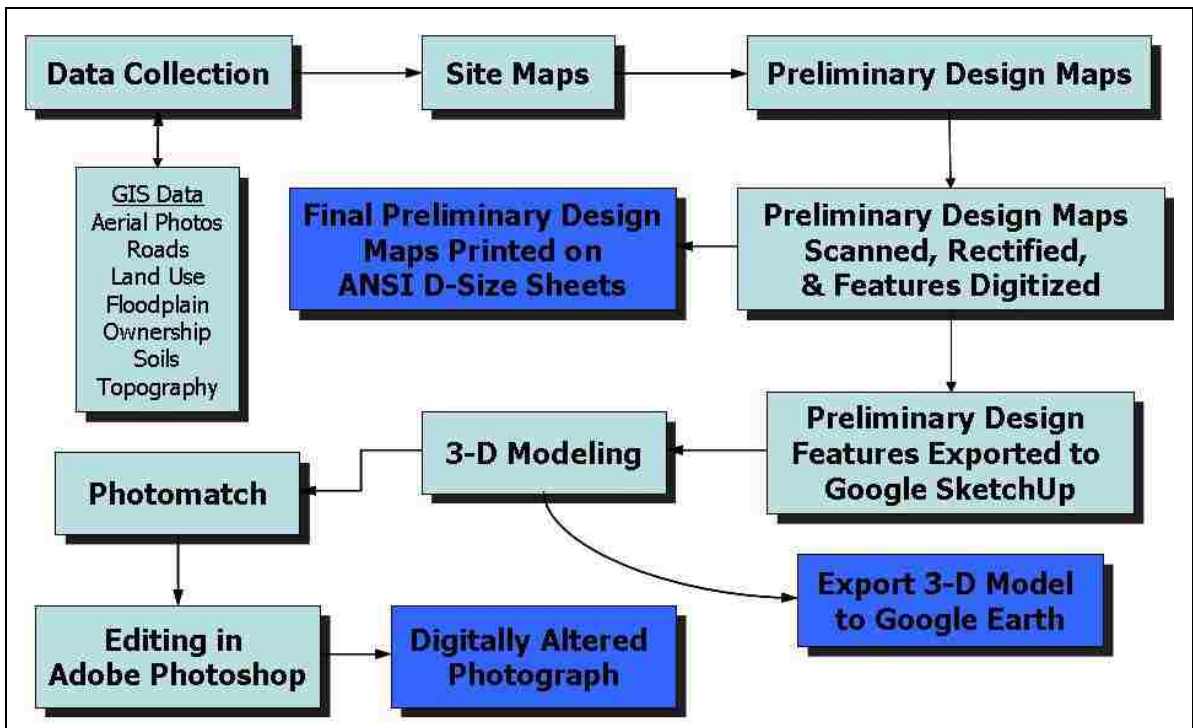 Data Collection
Site Maps
Preliminary Design Maps
GIS Data
Aerial Photos
Roads
Land Use
Floodplain
Ownership
Soils
Topography
Final Preliminary Design
Maps Printed on
ANSI D-Size Sheets
Preliminary Design Maps
Scanned, Rectified,
& Features Digitized
Preliminary Design
Features Exported to
Google SketchUp
3-D Modeling
Photomatch
Export 3-D Model
to Google Earth
Editing in
Adobe Photoshop
Digitally Altered
Photograph